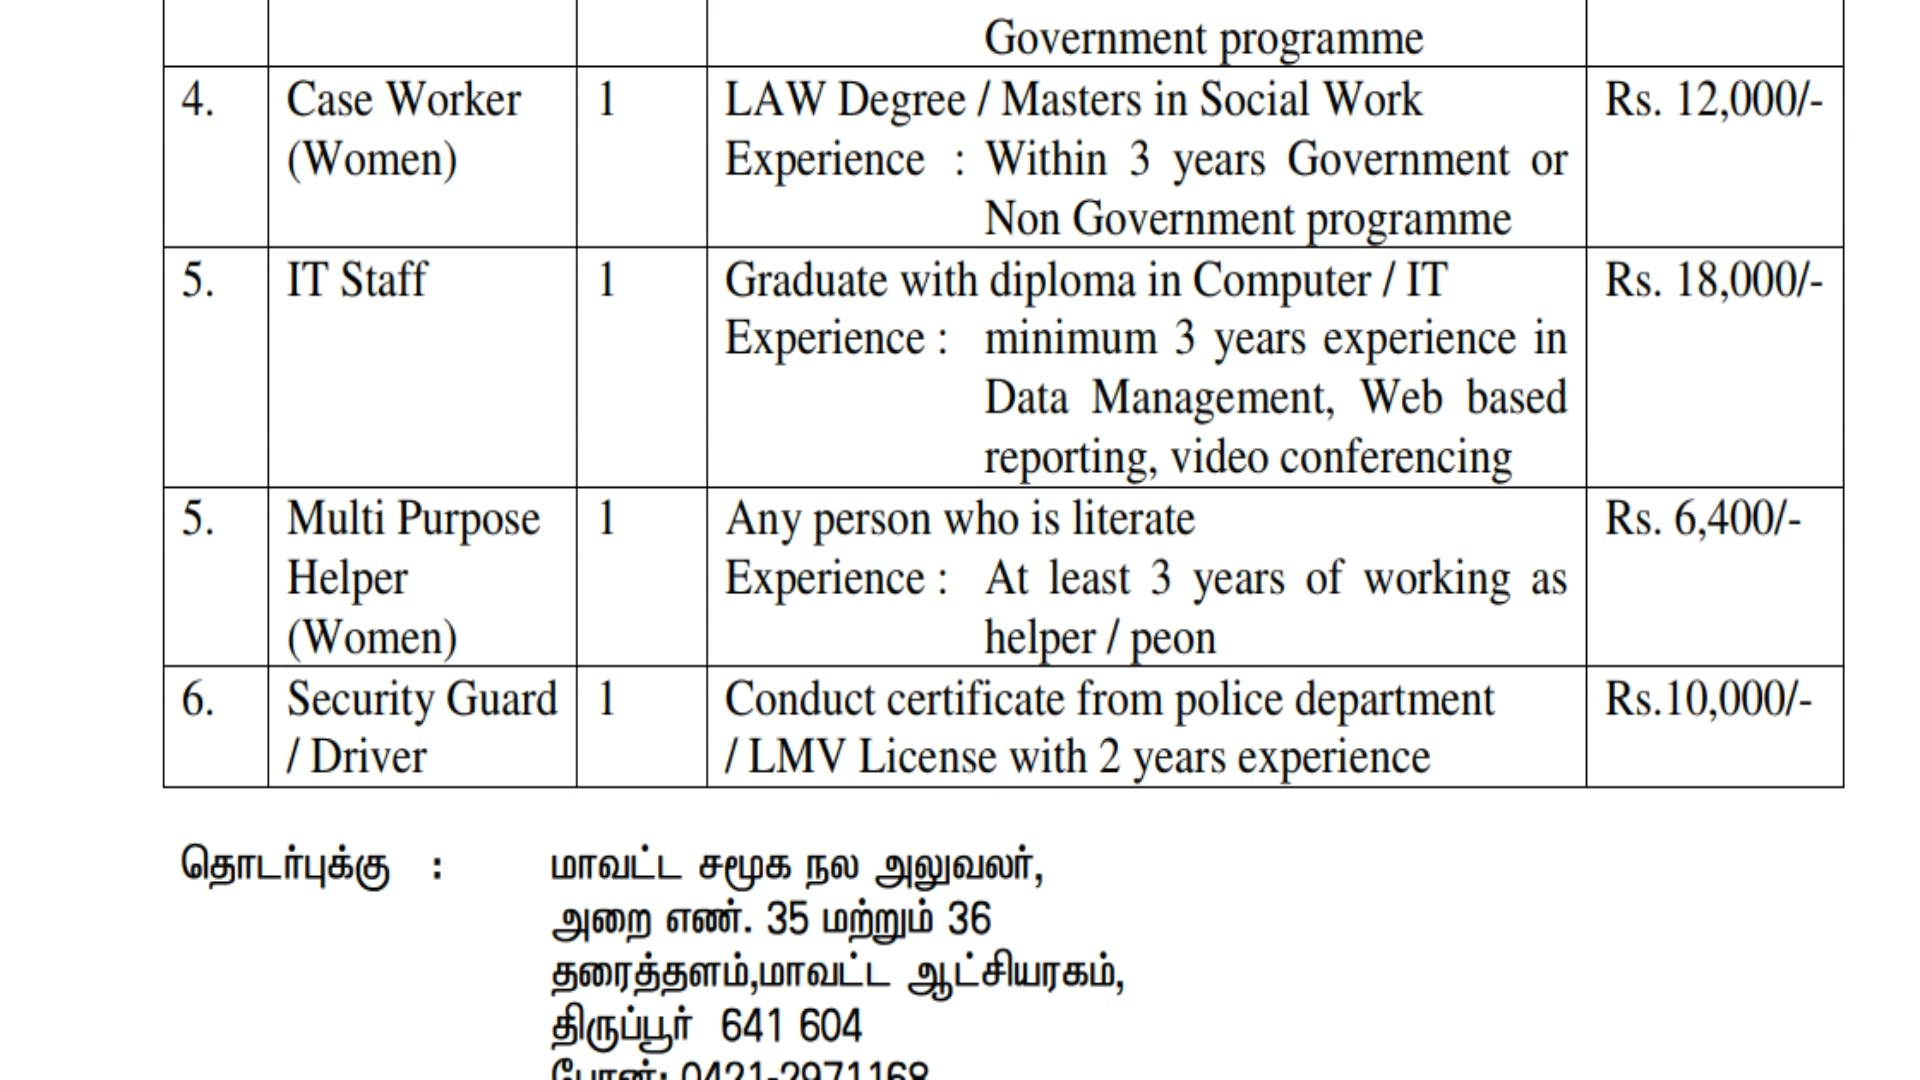 Government programme
4. Case Worker 1 LAW Degree / Masters in Social Work Rs. 12,000/-
(Women) Experience : Within 3 years Government or
Non Government programme
5. IT Staff 1 Graduate with diploma in Computer / IT Rs. 18,000/-
Experience : minimum 3 years experience in
Data Management, Web based
reporting, video conferencing
5. Multi Purpose 1 Any person who is literate Rs. 6,400/-
Helper Experience : At least 3 years of working as
(Women) helper / peon
6. Security Guard 1 Conduct certificate from police department Rs.10,000/-
/ Driver / LMV License with 2 years experience
தொடர்புக்கு : மாவட்ட சமூக நல அலுவலர்,
அறை எண். 35 மற்றும் 36
தரைத்தளம்,மாவட்ட ஆட்சியரகம்,
திருப்பூர் 641 604
போன்: 0421-2971168